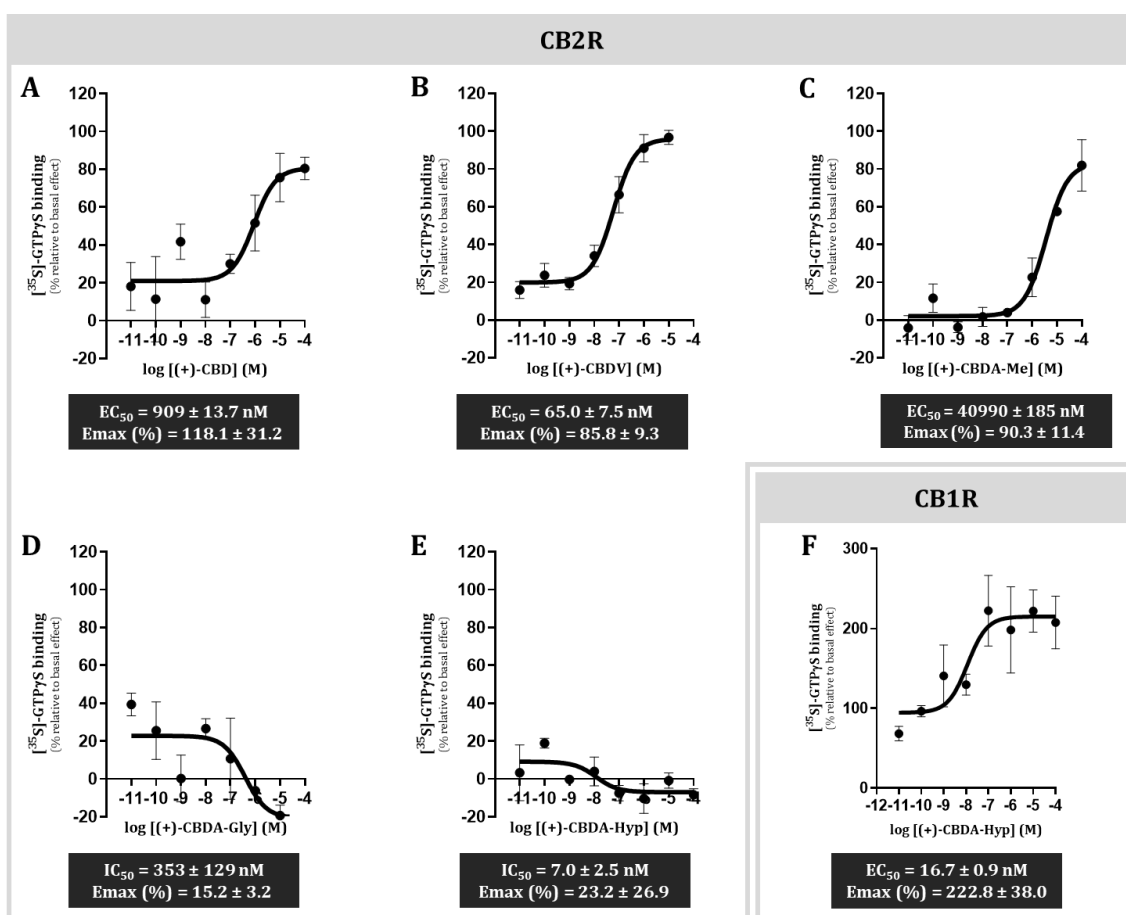 CB2R
A
120
100
80
60
40
20
0
-20
[³⁵S]-GTPγS binding
(% relative to basal effect)
-11 -10 -9 -8 -7 -6 -5 -4
log [(+)-CBD] (M)
EC₅₀ = 909 ± 13.7 nM
Emax (%) = 118.1 ± 31.2
B
120
100
80
60
40
20
0
-20
[³⁵S]-GTPγS binding
(% relative to basal effect)
-11 -10 -9 -8 -7 -6 -5 -4
log [(+)-CBDV] (M)
EC₅₀ = 65.0 ± 7.5 nM
Emax (%) = 85.8 ± 9.3
C
120
100
80
60
40
20
0
-20
[³⁵S]-GTPγS binding
(% relative to basal effect)
-11 -10 -9 -8 -7 -6 -5 -4
log [(+)-CBDA-Me] (M)
EC₅₀ = 40990 ± 185 nM
Emax (%) = 90.3 ± 11.4
D
120
100
80
60
40
20
0
-20
[³⁵S]-GTPγS binding
(% relative to basal effect)
-11 -10 -9 -8 -7 -6 -5 -4
log [(+)-CBDA-Gly] (M)
IC₅₀ = 353 ± 129 nM
Emax (%) = 15.2 ± 3.2
E
120
100
80
60
40
20
0
-20
[³⁵S]-GTPγS binding
(% relative to basal effect)
-11 -10 -9 -8 -7 -6 -5 -4
log [(+)-CBDA-Hyp] (M)
IC₅₀ = 7.0 ± 2.5 nM
Emax (%) = 23.2 ± 26.9
CB1R
F
300
200
100
0
[³⁵S]-GTPγS binding
(% relative to basal effect)
-12 -11 -10 -9 -8 -7 -6 -5 -4
log [(+)-CBDA-Hyp] (M)
EC₅₀ = 16.7 ± 0.9 nM
Emax (%) = 222.8 ± 38.0